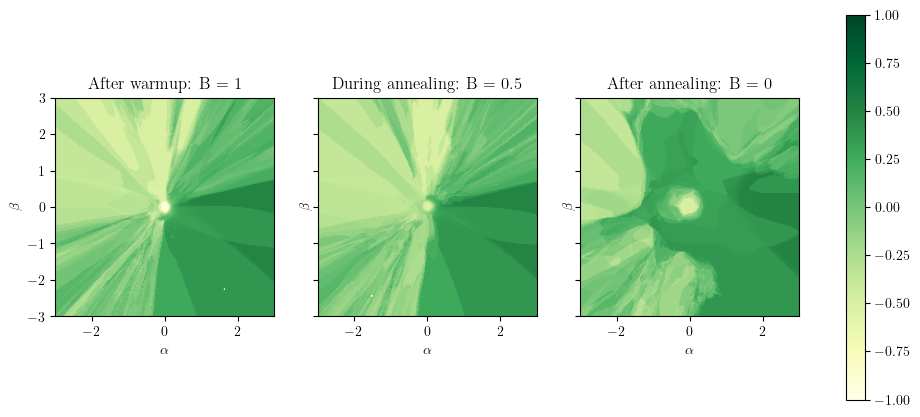 After warmup: B = 1
During annealing: B = 0.5
After annealing: B = 0
3
2
1
0
−1
−2
−3
β
β
β
−2 0 2
−2 0 2
−2 0 2
α
α
α
1.00
0.75
0.50
0.25
0.00
−0.25
−0.50
−0.75
−1.00